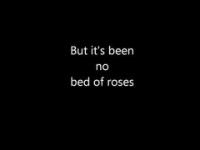 But it's been
no
bed of roses